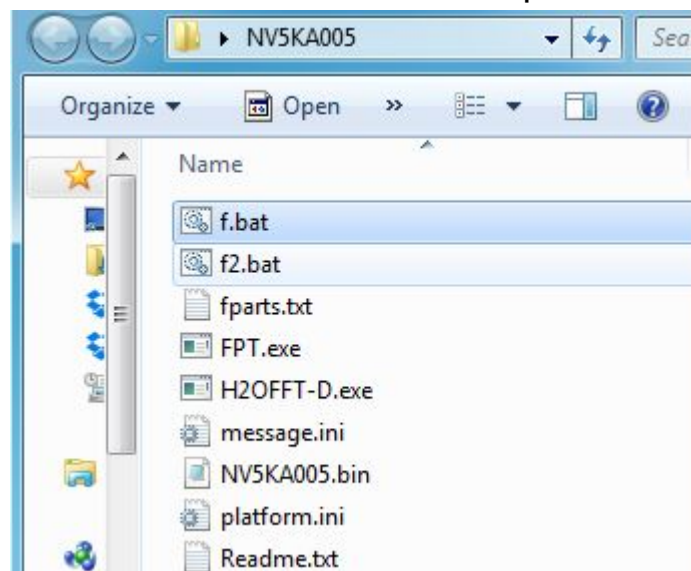 NV5KA005 Sea
Organize Open »
Name
f.bat
f2.bat
fparts.txt
FPT.exe
H2OFFT-D.exe
message.ini
NV5KA005.bin
platform.ini
Readme.txt